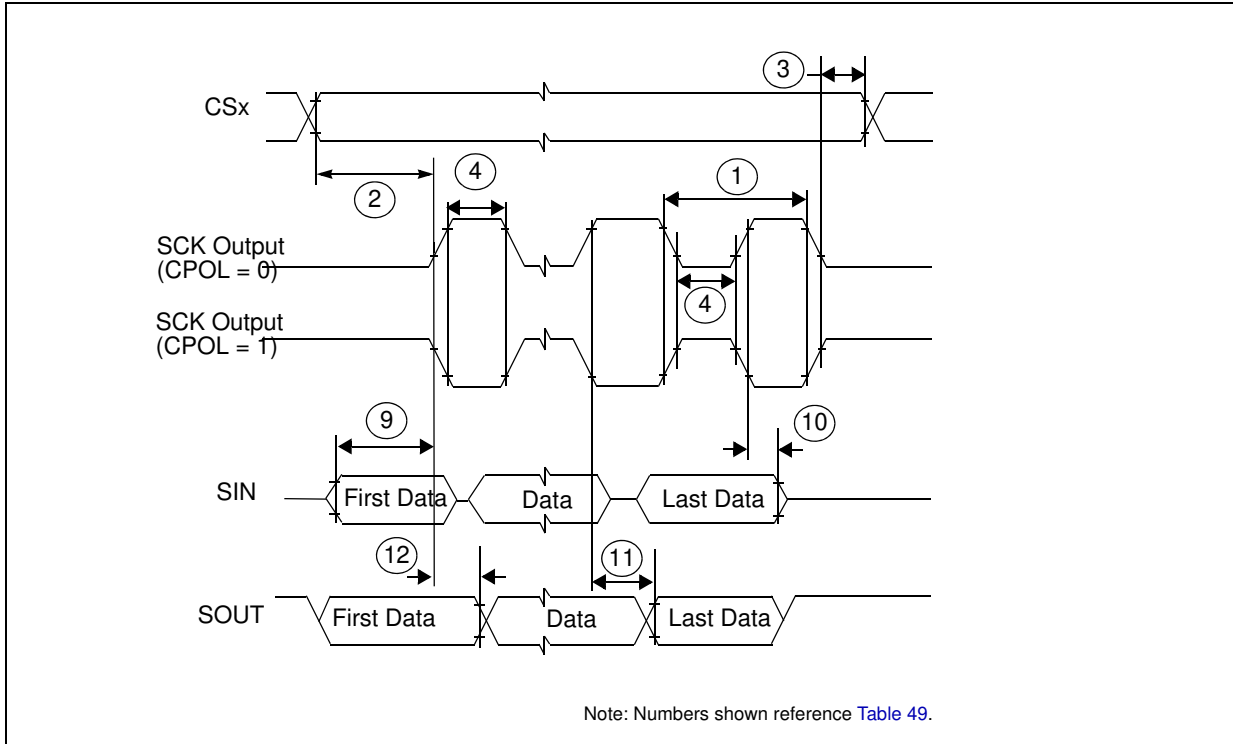 3
CSx
2
4
1
SCK Output
(CPOL = 0)
4
SCK Output
(CPOL = 1)
9
10
SIN
First Data
Data
Last Data
12
11
SOUT
First Data
Data
Last Data
Note: Numbers shown reference Table 49.